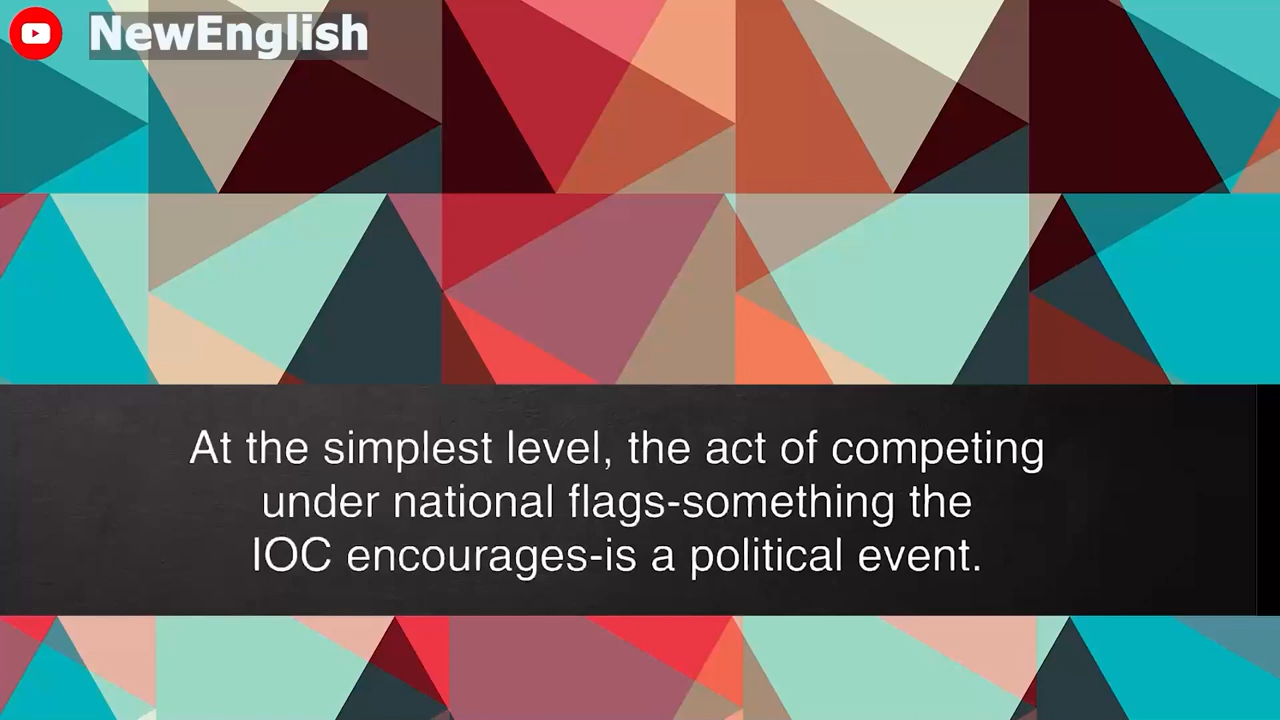 NewEnglish
At the simplest level, the act of competing
under national flags-something the
IOC encourages-is a political event.